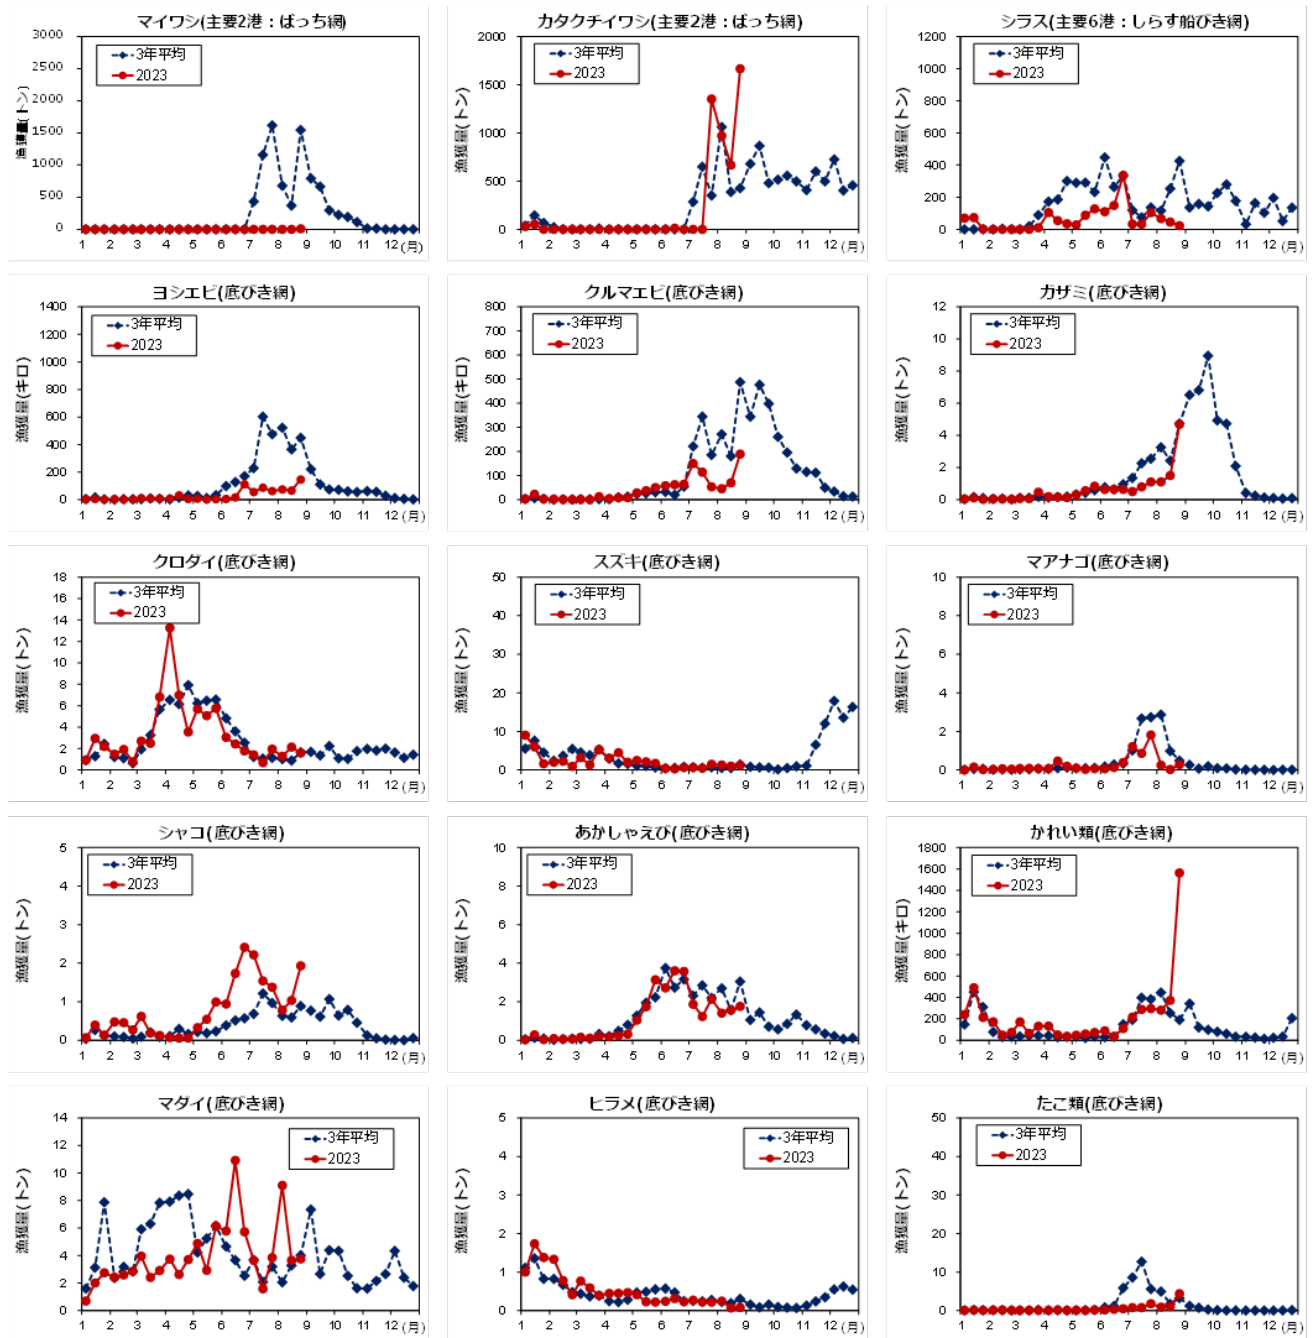 マイワシ(主要2港：ばっち網)
3年平均
2023
漁獲量(トン)
3000
2500
2000
1500
1000
500
0
1 2 3 4 5 6 7 8 9 10 11 12 (月)
カタクチイワシ(主要2港：ばっち網)
3年平均
2023
漁獲量(トン)
2000
1500
1000
500
0
1 2 3 4 5 6 7 8 9 10 11 12 (月)
シラス(主要6港：しらす船びき網)
3年平均
2023
漁獲量(トン)
1200
1000
800
600
400
200
0
1 2 3 4 5 6 7 8 9 10 11 12 (月)
ヨシエビ(底びき網)
3年平均
2023
漁獲量(キロ)
1400
1200
1000
800
600
400
200
0
1 2 3 4 5 6 7 8 9 10 11 12 (月)
クルマエビ(底びき網)
3年平均
2023
漁獲量(キロ)
800
700
600
500
400
300
200
100
0
1 2 3 4 5 6 7 8 9 10 11 12 (月)
ガザミ(底びき網)
3年平均
2023
漁獲量(トン)
12
10
8
6
4
2
0
1 2 3 4 5 6 7 8 9 10 11 12 (月)
クロダイ(底びき網)
3年平均
2023
漁獲量(トン)
18
16
14
12
10
8
6
4
2
0
1 2 3 4 5 6 7 8 9 10 11 12 (月)
スズキ(底びき網)
3年平均
2023
漁獲量(トン)
50
40
30
20
10
0
1 2 3 4 5 6 7 8 9 10 11 12 (月)
マアナゴ(底びき網)
3年平均
2023
漁獲量(トン)
10
8
6
4
2
0
1 2 3 4 5 6 7 8 9 10 11 12 (月)
シャコ(底びき網)
3年平均
2023
漁獲量(トン)
5
4
3
2
1
0
1 2 3 4 5 6 7 8 9 10 11 12 (月)
あかしゃえび(底びき網)
3年平均
2023
漁獲量(トン)
10
8
6
4
2
0
1 2 3 4 5 6 7 8 9 10 11 12 (月)
かれい類(底びき網)
3年平均
2023
漁獲量(キロ)
1800
1600
1400
1200
1000
800
600
400
200
0
1 2 3 4 5 6 7 8 9 10 11 12 (月)
マダイ(底びき網)
3年平均
2023
漁獲量(トン)
14
12
10
8
6
4
2
0
1 2 3 4 5 6 7 8 9 10 11 12 (月)
ヒラメ(底びき網)
3年平均
2023
漁獲量(トン)
5
4
3
2
1
0
1 2 3 4 5 6 7 8 9 10 11 12 (月)
たこ類(底びき網)
3年平均
2023
漁獲量(トン)
50
40
30
20
10
0
1 2 3 4 5 6 7 8 9 10 11 12 (月)